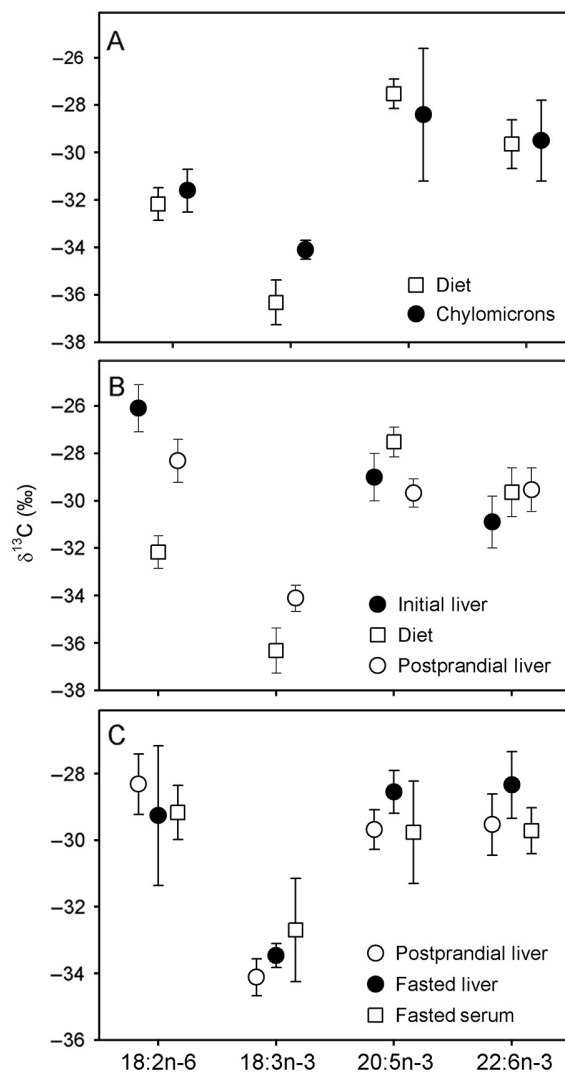 A
−26
−28
−30
−32
−34
−36
−38
Diet
Chylomicrons
B
−26
−28
−30
−32
−34
−36
−38
Initial liver
Diet
Postprandial liver
δ13C (‰)
C
−28
−30
−32
−34
−36
Postprandial liver
Fasted liver
Fasted serum
18:2n-6 18:3n-3 20:5n-3 22:6n-3